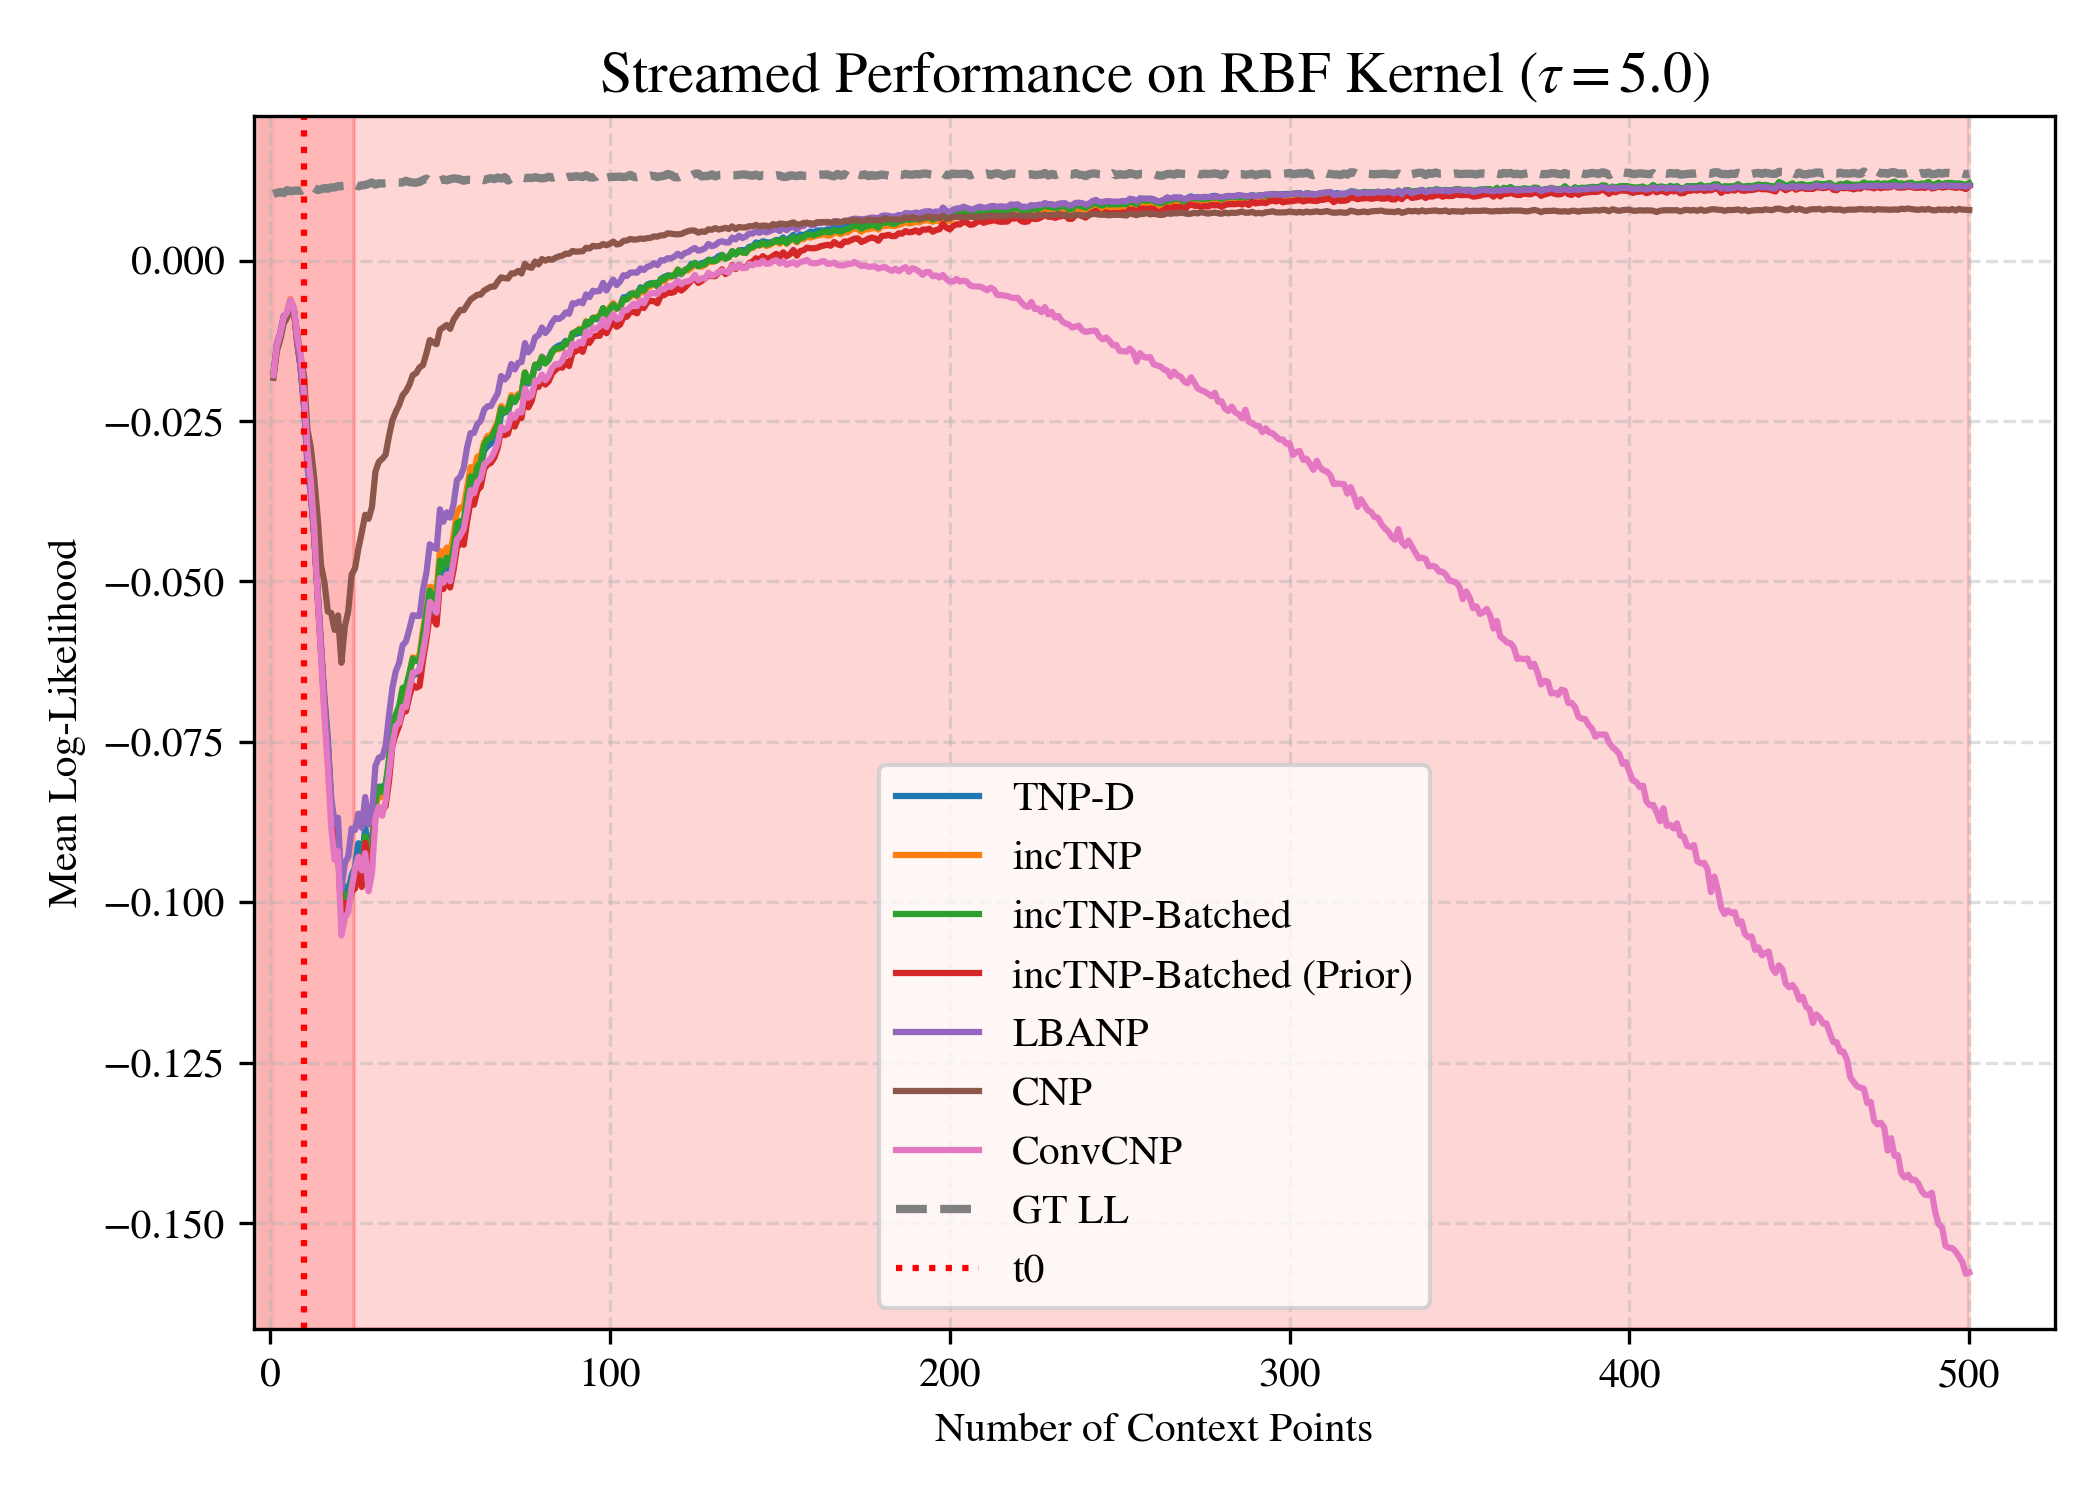 Streamed Performance on RBF Kernel (τ = 5.0)
Mean Log-Likelihood
0.000
−0.025
−0.050
−0.075
−0.100
−0.125
−0.150
TNP-D
incTNP
incTNP-Batched
incTNP-Batched (Prior)
LBANP
CNP
ConvCNP
GT LL
t0
0 100 200 300 400 500
Number of Context Points